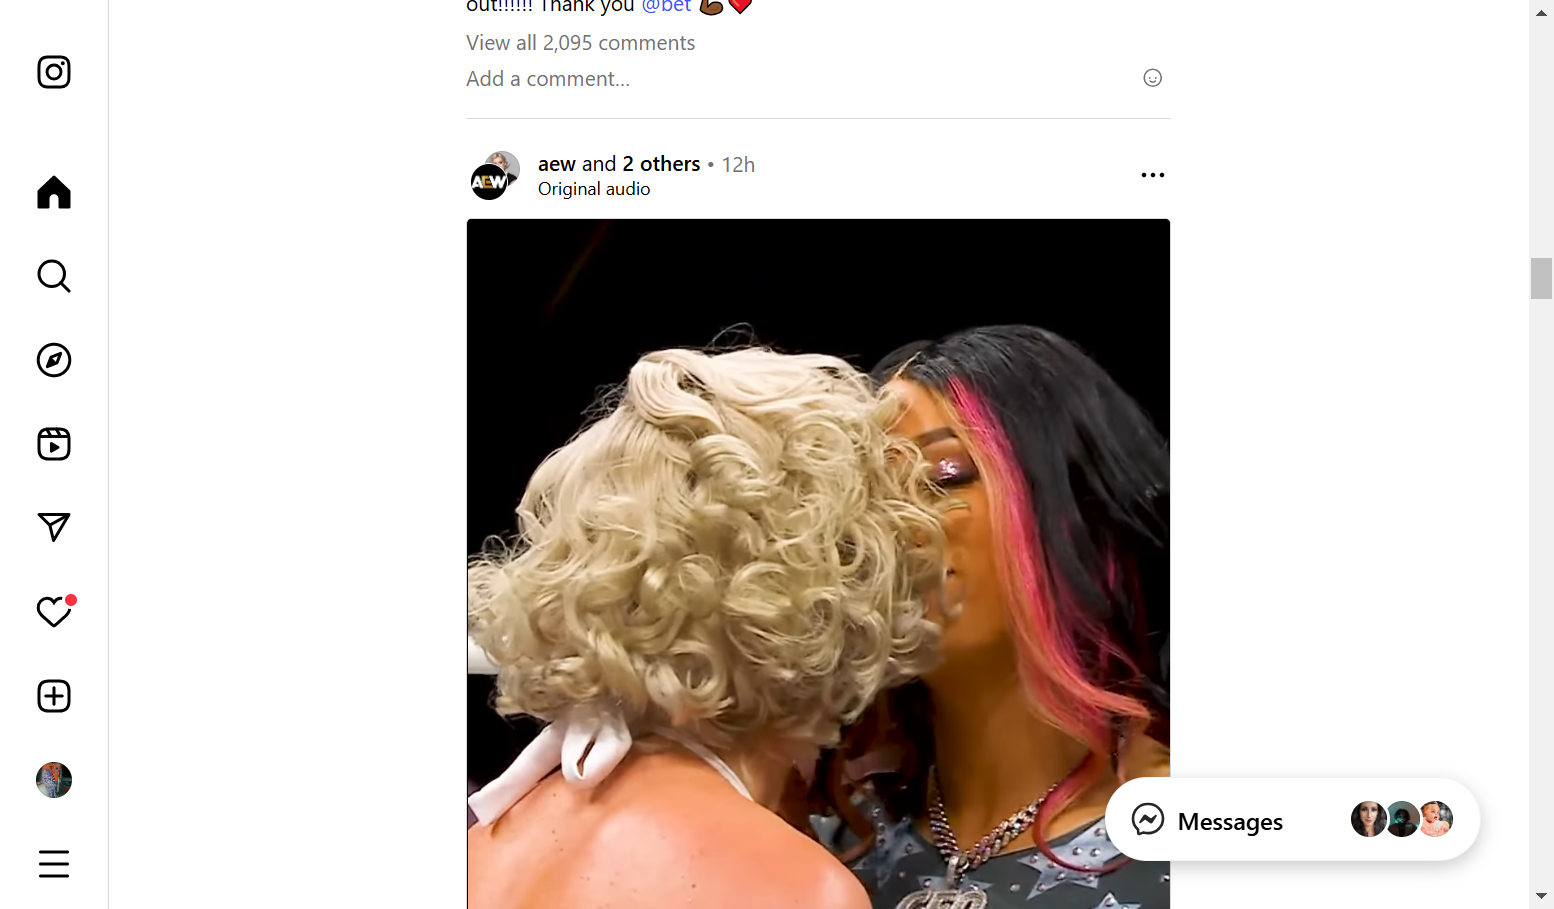 out!!!!!! Thank you @bet 💪🏾❤️
View all 2,095 comments
Add a comment...
aew and 2 others • 12h
Original audio
AEW
Messages